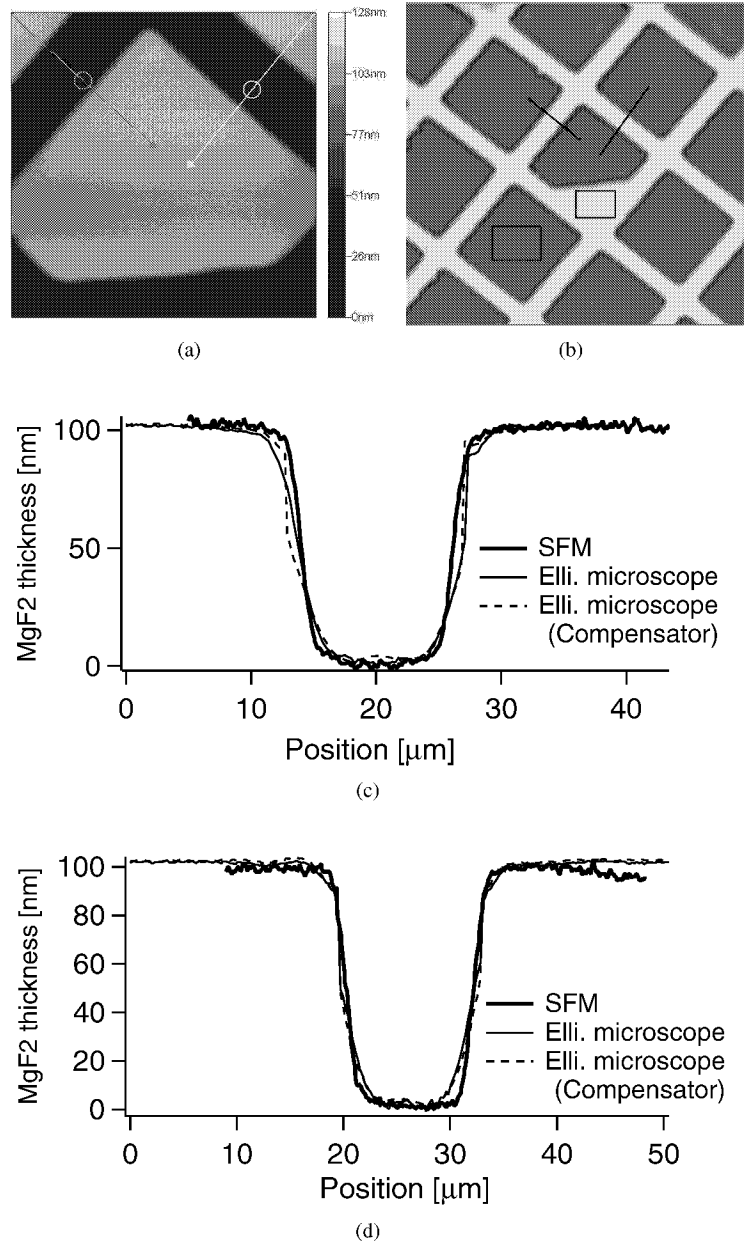 128nm
103nm
77nm
51nm
26nm
0nm
(a)
(b)
MgF2 thickness [nm]
100
50
0
SFM
Elli. microscope
Elli. microscope
(Compensator)
0 10 20 30 40
Position [μm]
(c)
MgF2 thickness [nm]
100
80
60
40
20
0
SFM
Elli. microscope
Elli. microscope
(Compensator)
0 10 20 30 40 50
Position [μm]
(d)